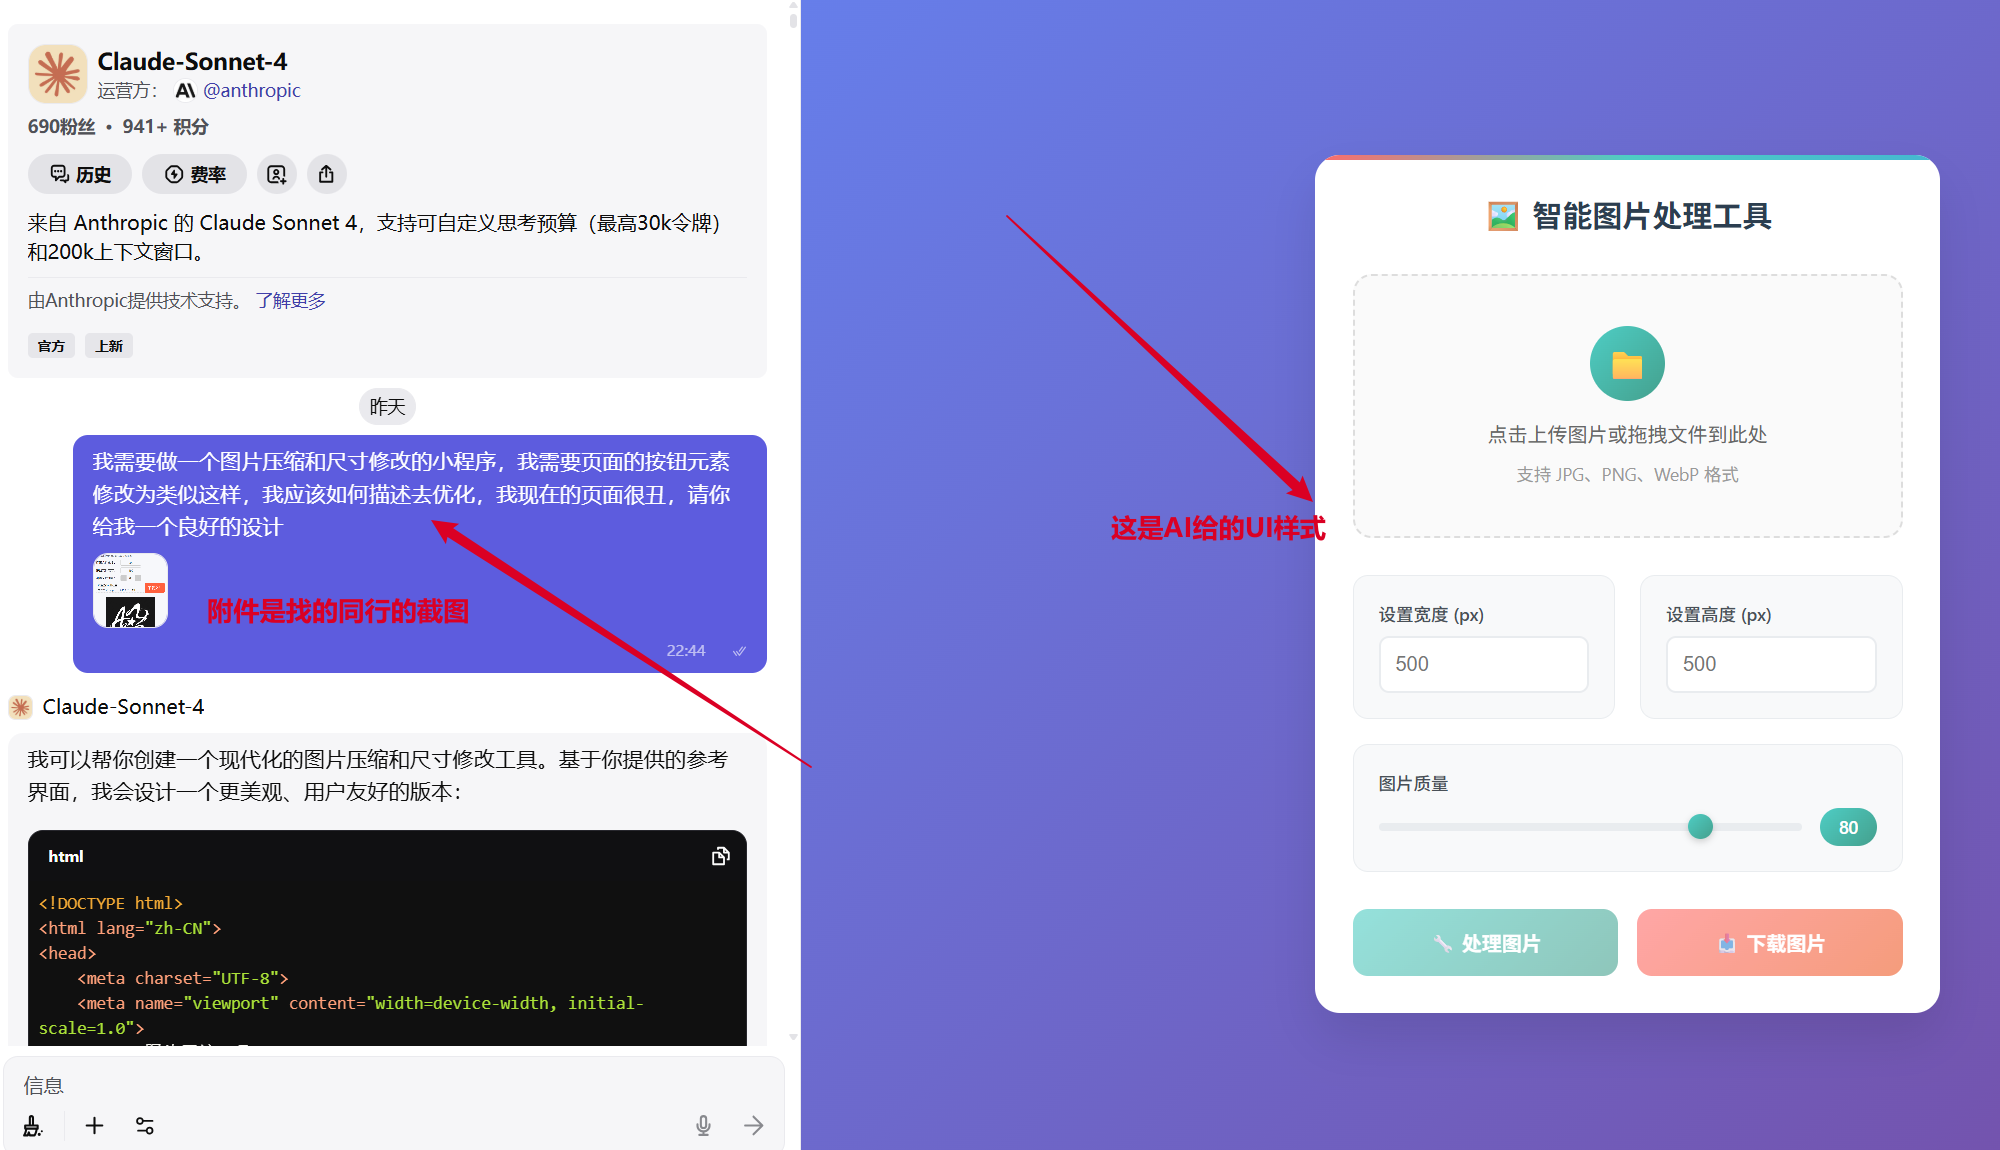 Claude-Sonnet-4
运营方： @anthropic
690粉丝 • 941+ 积分
历史
费率
来自 Anthropic 的 Claude Sonnet 4，支持可自定义思考预算（最高30k令牌）
和200k上下文窗口。
由Anthropic提供技术支持。 了解更多
官方 上新
昨天
我需要做一个图片压缩和尺寸修改的小程序，我需要页面的按钮元素
修改为类似这样，我应该如何描述去优化，我现在的页面很丑，请你
给我一个良好的设计
附件是找的同行的截图
22:44
Claude-Sonnet-4
我可以帮你创建一个现代化的图片压缩和尺寸修改工具。基于你提供的参考
界面，我会设计一个更美观、用户友好的版本：
html
<!DOCTYPE html>
<html lang="zh-CN">
<head>
<meta charset="UTF-8">
<meta name="viewport" content="width=device-width, initial-
scale=1.0">
信息
这是AI给的UI样式
智能图片处理工具
点击上传图片或拖拽文件到此处
支持 JPG、PNG、WebP 格式
设置宽度 (px)
500
设置高度 (px)
500
图片质量
80
处理图片
下载图片